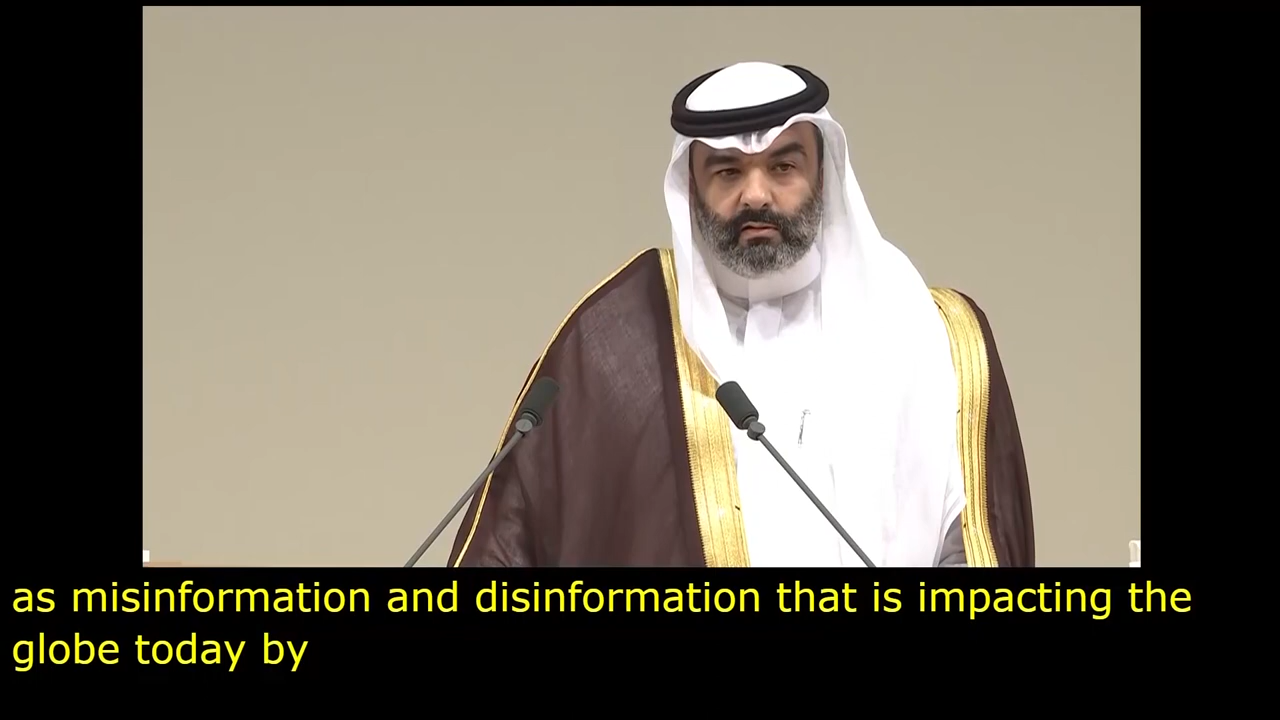 as misinformation and disinformation that is impacting the
globe today by